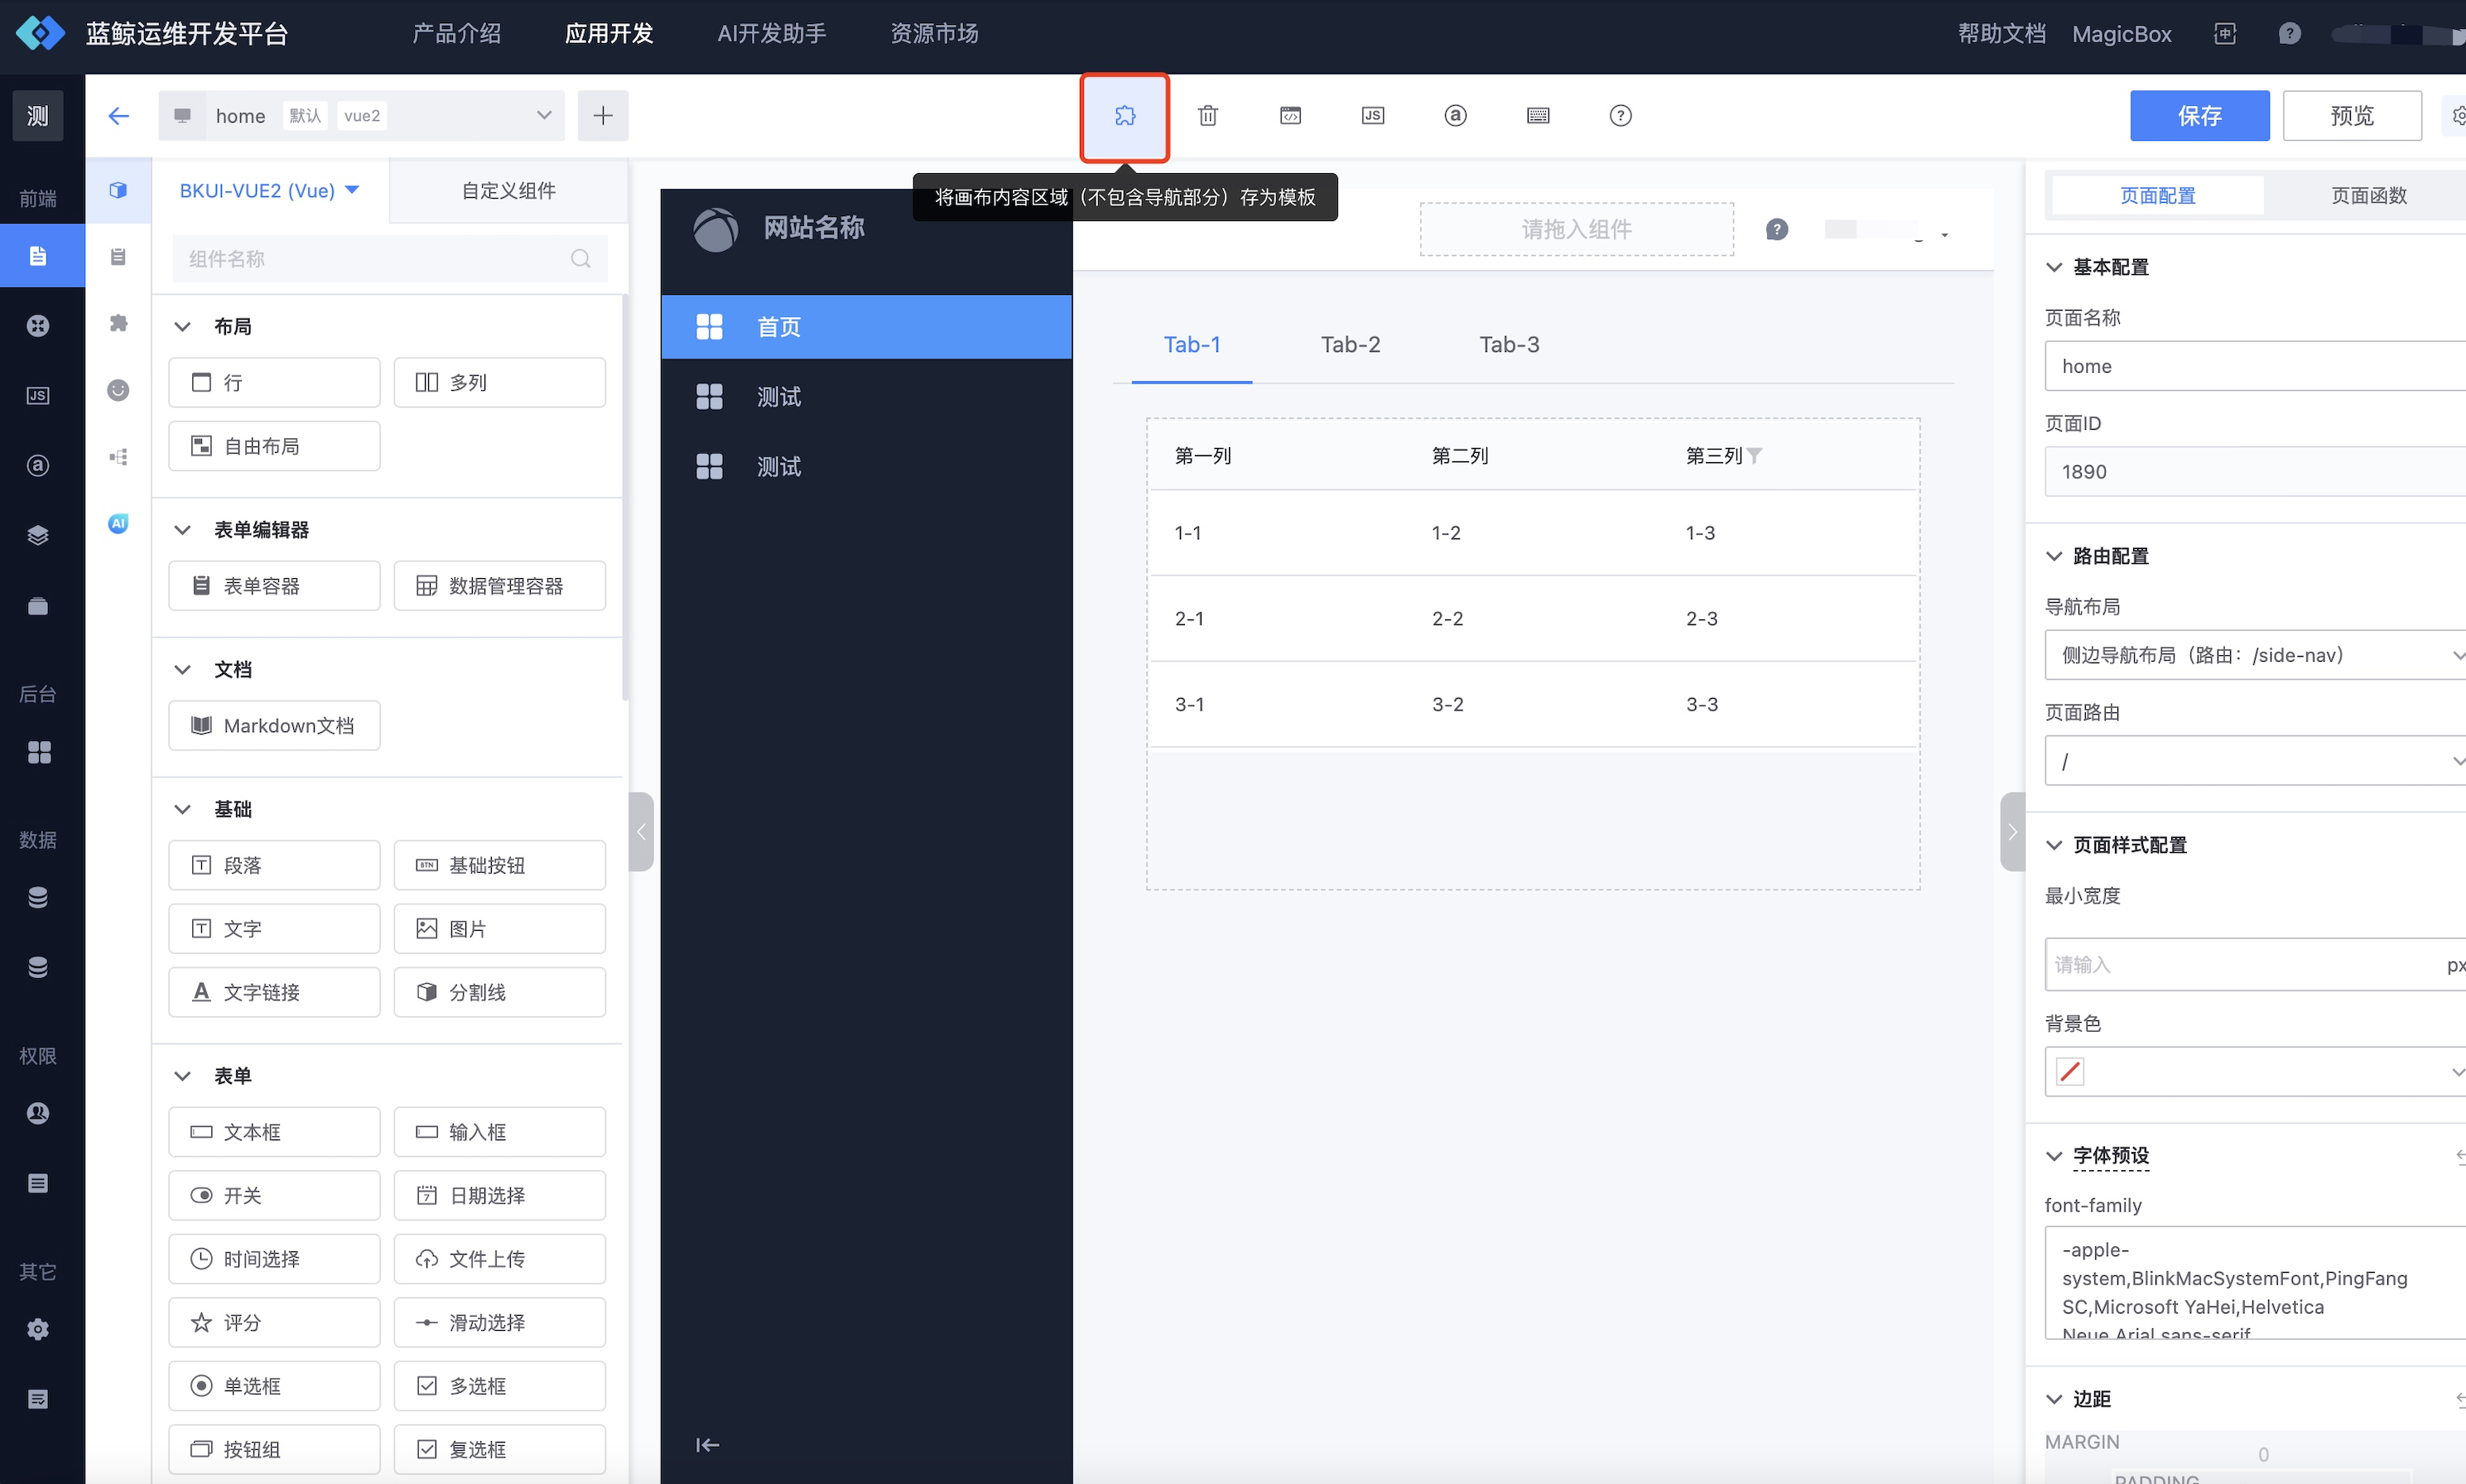 蓝鲸运维开发平台
产品介绍
应用开发
AI开发助手
资源市场
帮助文档
MagicBox
测
home
默认
vue2
JS
保存
预览
将画布内容区域（不包含导航部分）存为模板
前端
JS
后台
数据
权限
其它
AI
BKUI-VUE2 (Vue)
自定义组件
组件名称
布局
行
多列
自由布局
表单编辑器
表单容器
数据管理容器
文档
Markdown文档
基础
段落
BTN 基础按钮
文字
图片
文字链接
分割线
表单
文本框
输入框
开关
日期选择
时间选择
文件上传
评分
滑动选择
单选框
多选框
按钮组
复选框
网站名称
首页
测试
测试
请拖入组件
Tab-1
Tab-2
Tab-3
第一列 第二列 第三列
1-1 1-2 1-3
2-1 2-2 2-3
3-1 3-2 3-3
页面配置
页面函数
基本配置
页面名称
home
页面ID
1890
路由配置
导航布局
侧边导航布局（路由：/side-nav）
页面路由
/
页面样式配置
最小宽度
请输入
px
背景色
字体预设
font-family
-apple-
system,BlinkMacSystemFont,PingFang
SC,Microsoft YaHei,Helvetica
Neue,Arial,sans-serif
边距
MARGIN
0
PADDING